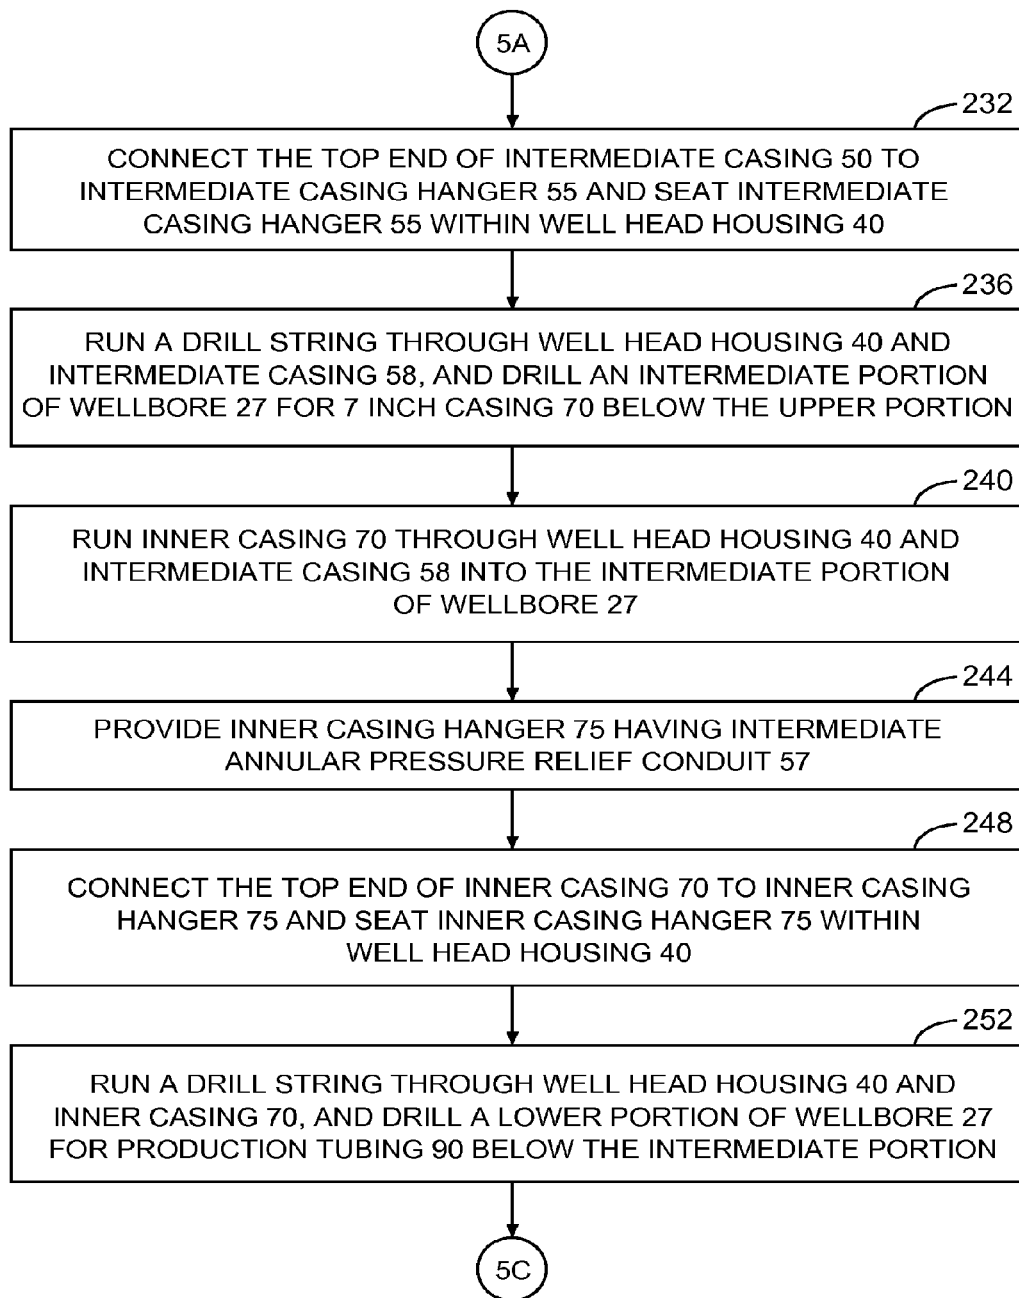 5A
232
CONNECT THE TOP END OF INTERMEDIATE CASING 50 TO
INTERMEDIATE CASING HANGER 55 AND SEAT INTERMEDIATE
CASING HANGER 55 WITHIN WELL HEAD HOUSING 40
236
RUN A DRILL STRING THROUGH WELL HEAD HOUSING 40 AND
INTERMEDIATE CASING 58, AND DRILL AN INTERMEDIATE PORTION
OF WELLBORE 27 FOR 7 INCH CASING 70 BELOW THE UPPER PORTION
240
RUN INNER CASING 70 THROUGH WELL HEAD HOUSING 40 AND
INTERMEDIATE CASING 58 INTO THE INTERMEDIATE PORTION
OF WELLBORE 27
244
PROVIDE INNER CASING HANGER 75 HAVING INTERMEDIATE
ANNULAR PRESSURE RELIEF CONDUIT 57
248
CONNECT THE TOP END OF INNER CASING 70 TO INNER CASING
HANGER 75 AND SEAT INNER CASING HANGER 75 WITHIN
WELL HEAD HOUSING 40
252
RUN A DRILL STRING THROUGH WELL HEAD HOUSING 40 AND
INNER CASING 70, AND DRILL A LOWER PORTION OF WELLBORE 27
FOR PRODUCTION TUBING 90 BELOW THE INTERMEDIATE PORTION
5C